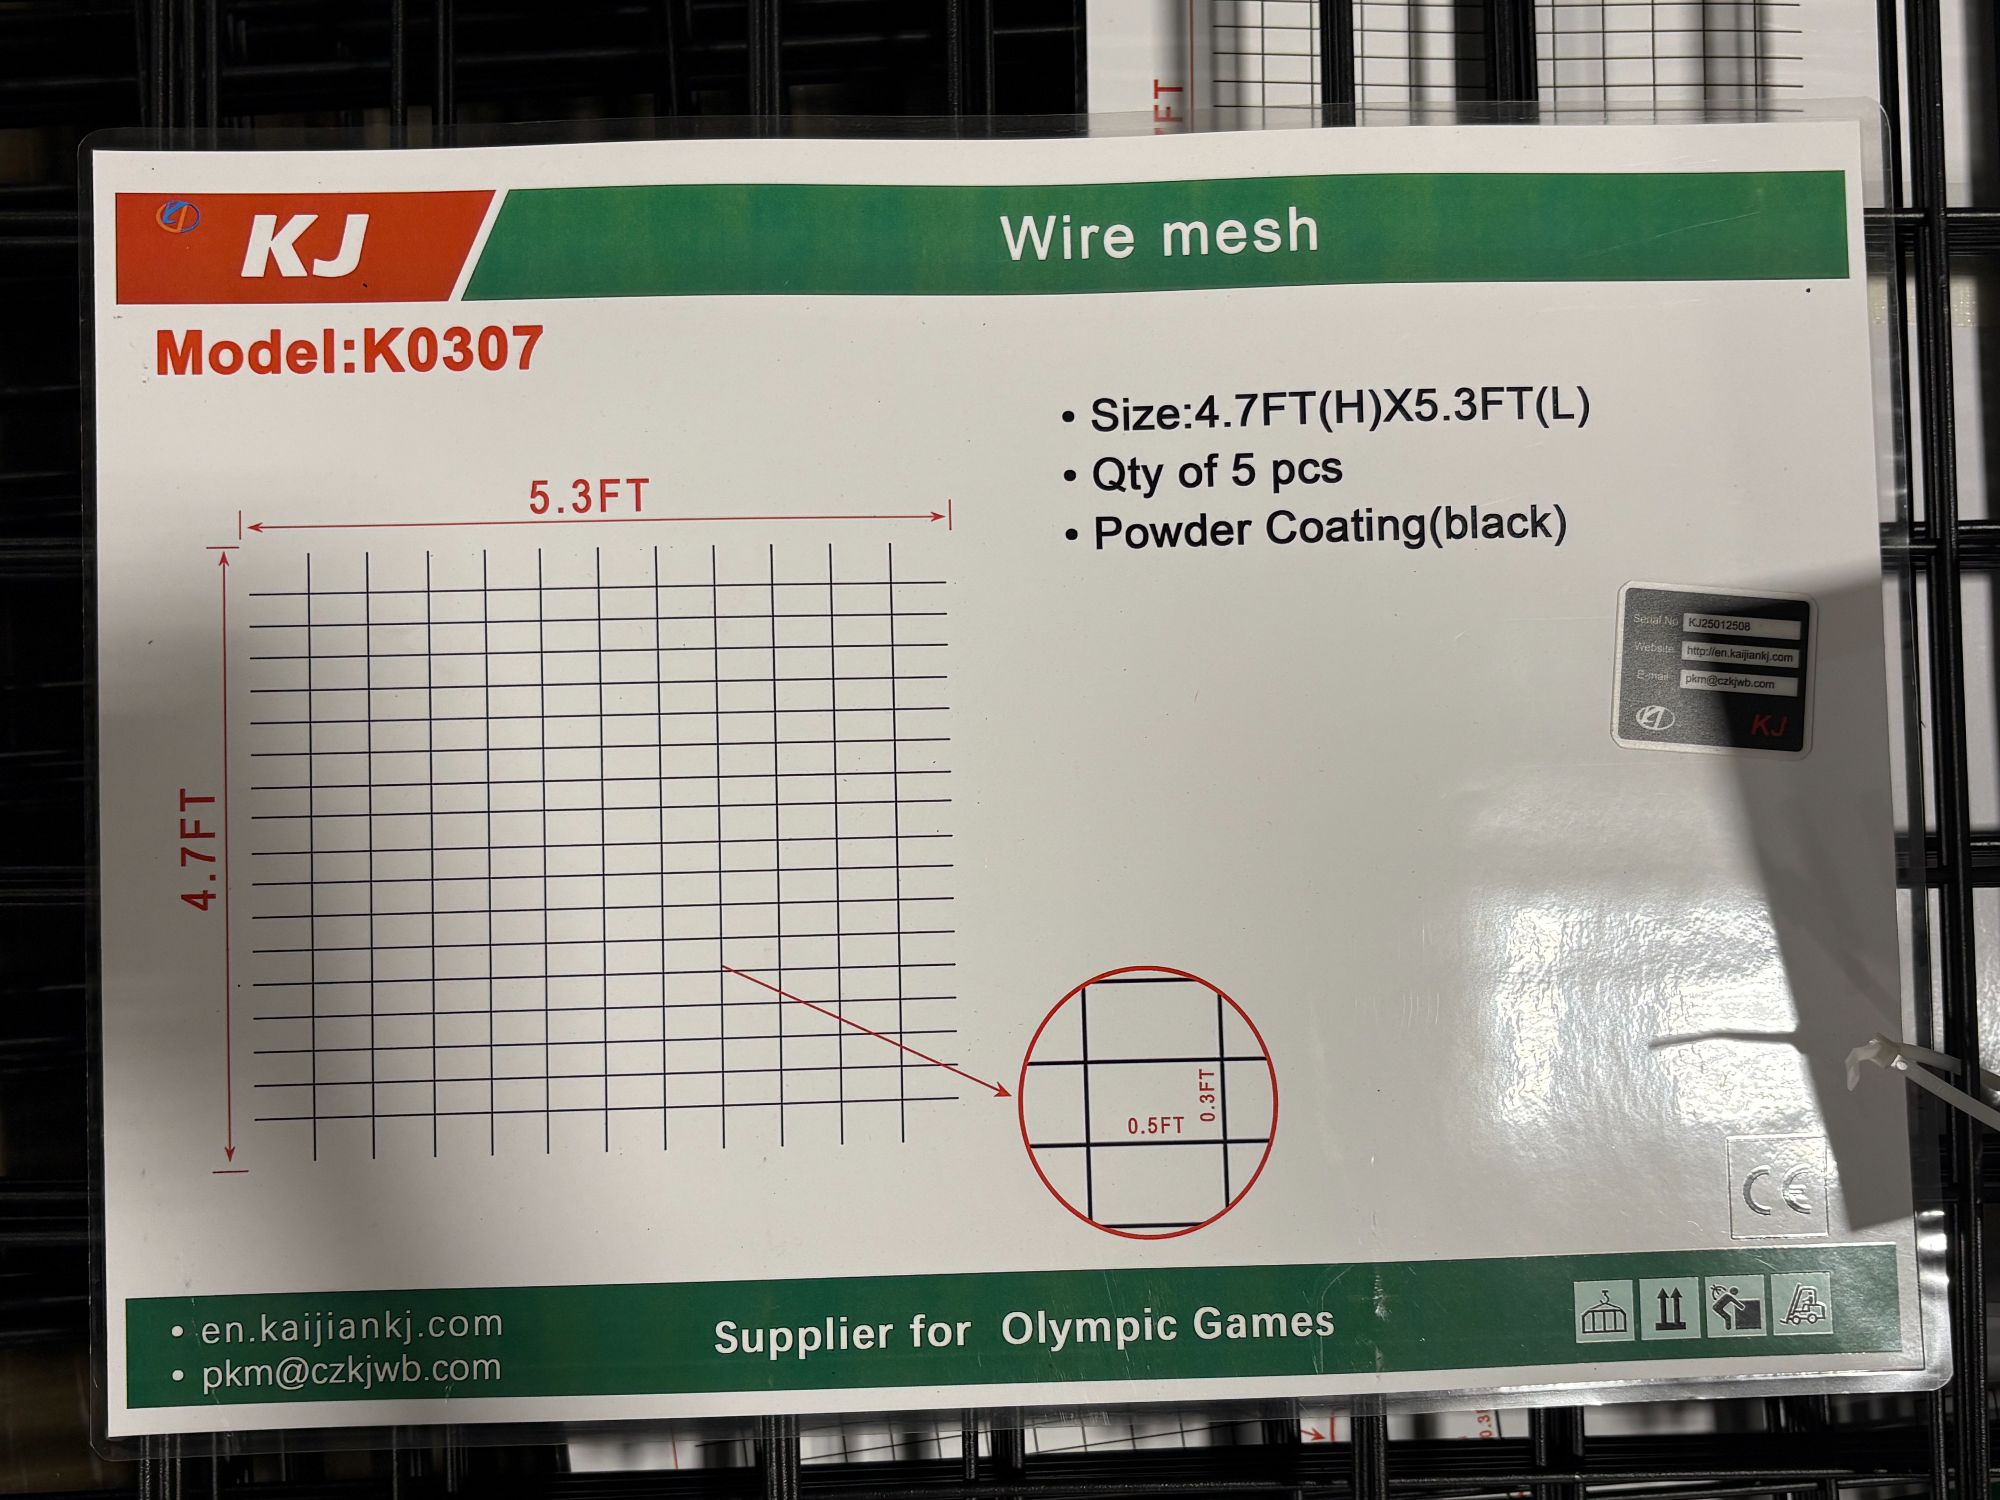 FT
KJ
Wire mesh
Model:K0307
• Size:4.7FT(H)X5.3FT(L)
• Qty of 5 pcs
• Powder Coating(black)
5.3FT
4.7FT
Serial No KJ25012508
Website http://en.kaijiankj.com
E-mail pkm@czkjwb.com
KJ
0.5FT
0.3FT
CE
• en.kaijiankj.com
• pkm@czkjwb.com
Supplier for Olympic Games